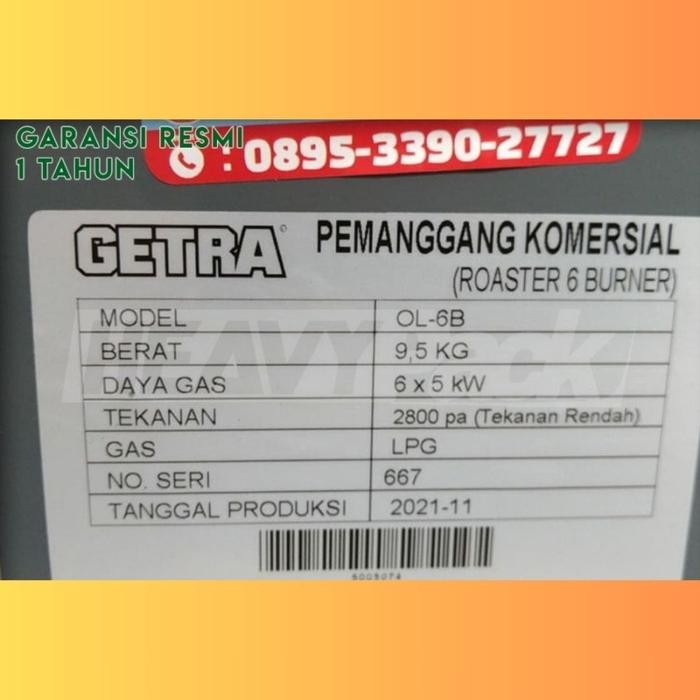 GARANSI RESMI
1 TAHUN
: 0895-3390-27727
GETRA PEMANGGANG KOMERSIAL
(ROASTER 6 BURNER)
MODEL OL-6B
BERAT 9,5 KG
DAYA GAS 6 x 5 kW
TEKANAN 2800 pa (Tekanan Rendah)
GAS LPG
NO. SERI 667
TANGGAL PRODUKSI 2021-11
HEAVYPACK
5005074